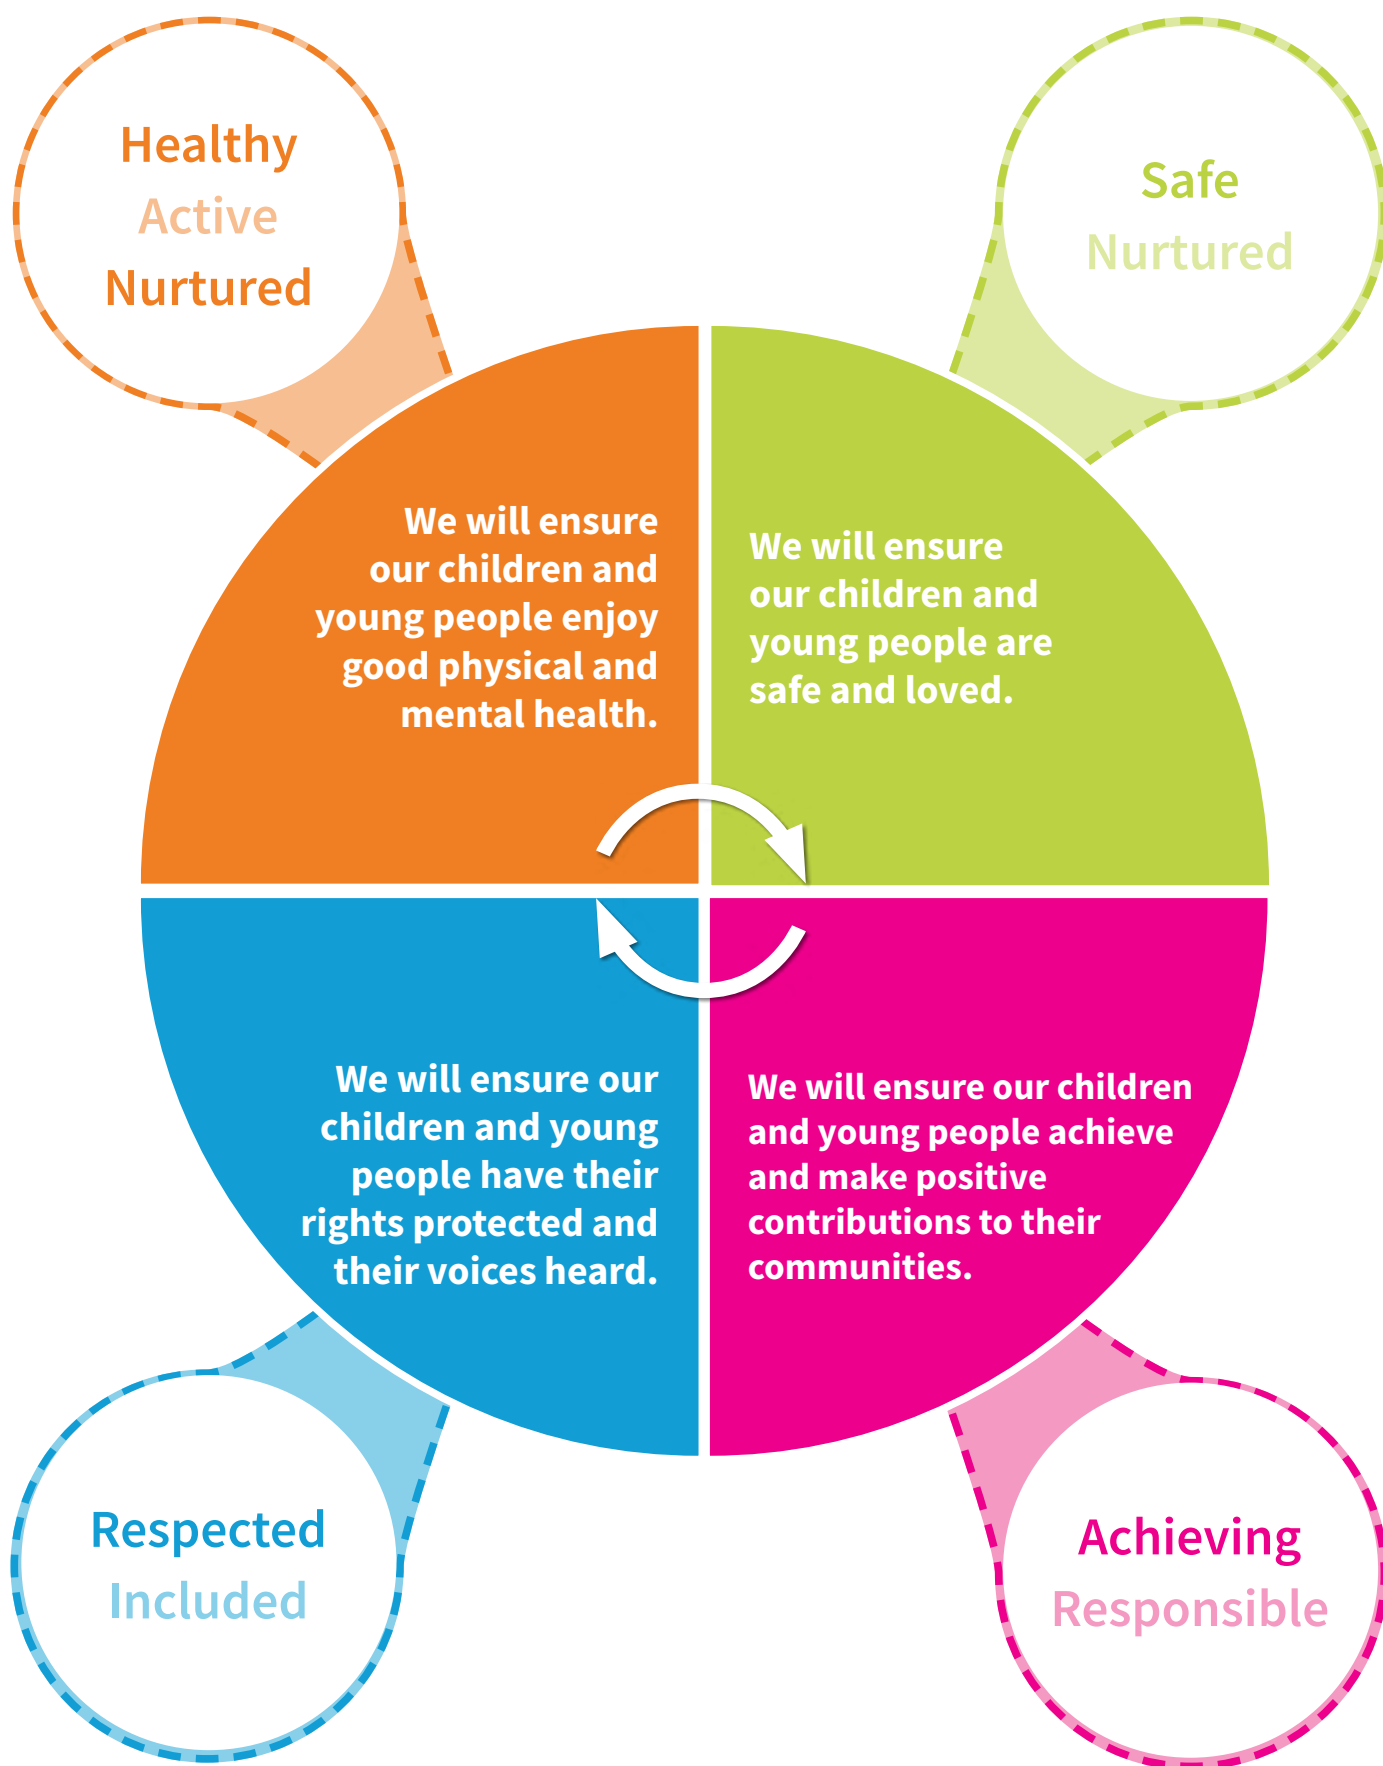 Healthy
Active
Nurtured
Safe
Nurtured
We will ensure
our children and
young people enjoy
good physical and
mental health.
We will ensure
our children and
young people are
safe and loved.
We will ensure our
children and young
people have their
rights protected and
their voices heard.
We will ensure our children
and young people achieve
and make positive
contributions to their
communities.
Respected
Included
Achieving
Responsible